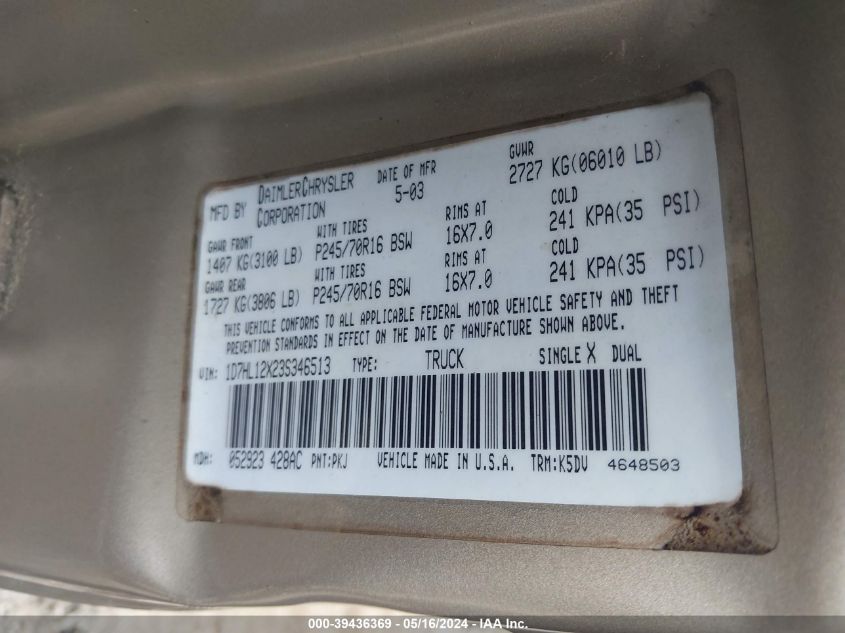 MFD BY DAIMLERCHRYSLER CORPORATION
DATE OF MFR 5-03
GVWR 2727 KG(06010 LB)
GAWR FRONT WITH TIRES RIMS AT COLD
1407 KG(3100 LB) P245/70R16 BSW 16X7.0 241 KPA(35 PSI)
GAWR REAR WITH TIRES RIMS AT COLD
1727 KG(3806 LB) P245/70R16 BSW 16X7.0 241 KPA(35 PSI)
THIS VEHICLE CONFORMS TO ALL APPLICABLE FEDERAL MOTOR VEHICLE SAFETY AND THEFT
PREVENTION STANDARDS IN EFFECT ON THE DATE OF MANUFACTURE SHOWN ABOVE.
VIN: 1D7HL12X23S346513 TYPE: TRUCK SINGLE X DUAL
MDH: 052923 428AC PNT:PKJ VEHICLE MADE IN U.S.A. TRM:K5DV 4648503
000-39436369 - 05/16/2024 - IAA Inc.